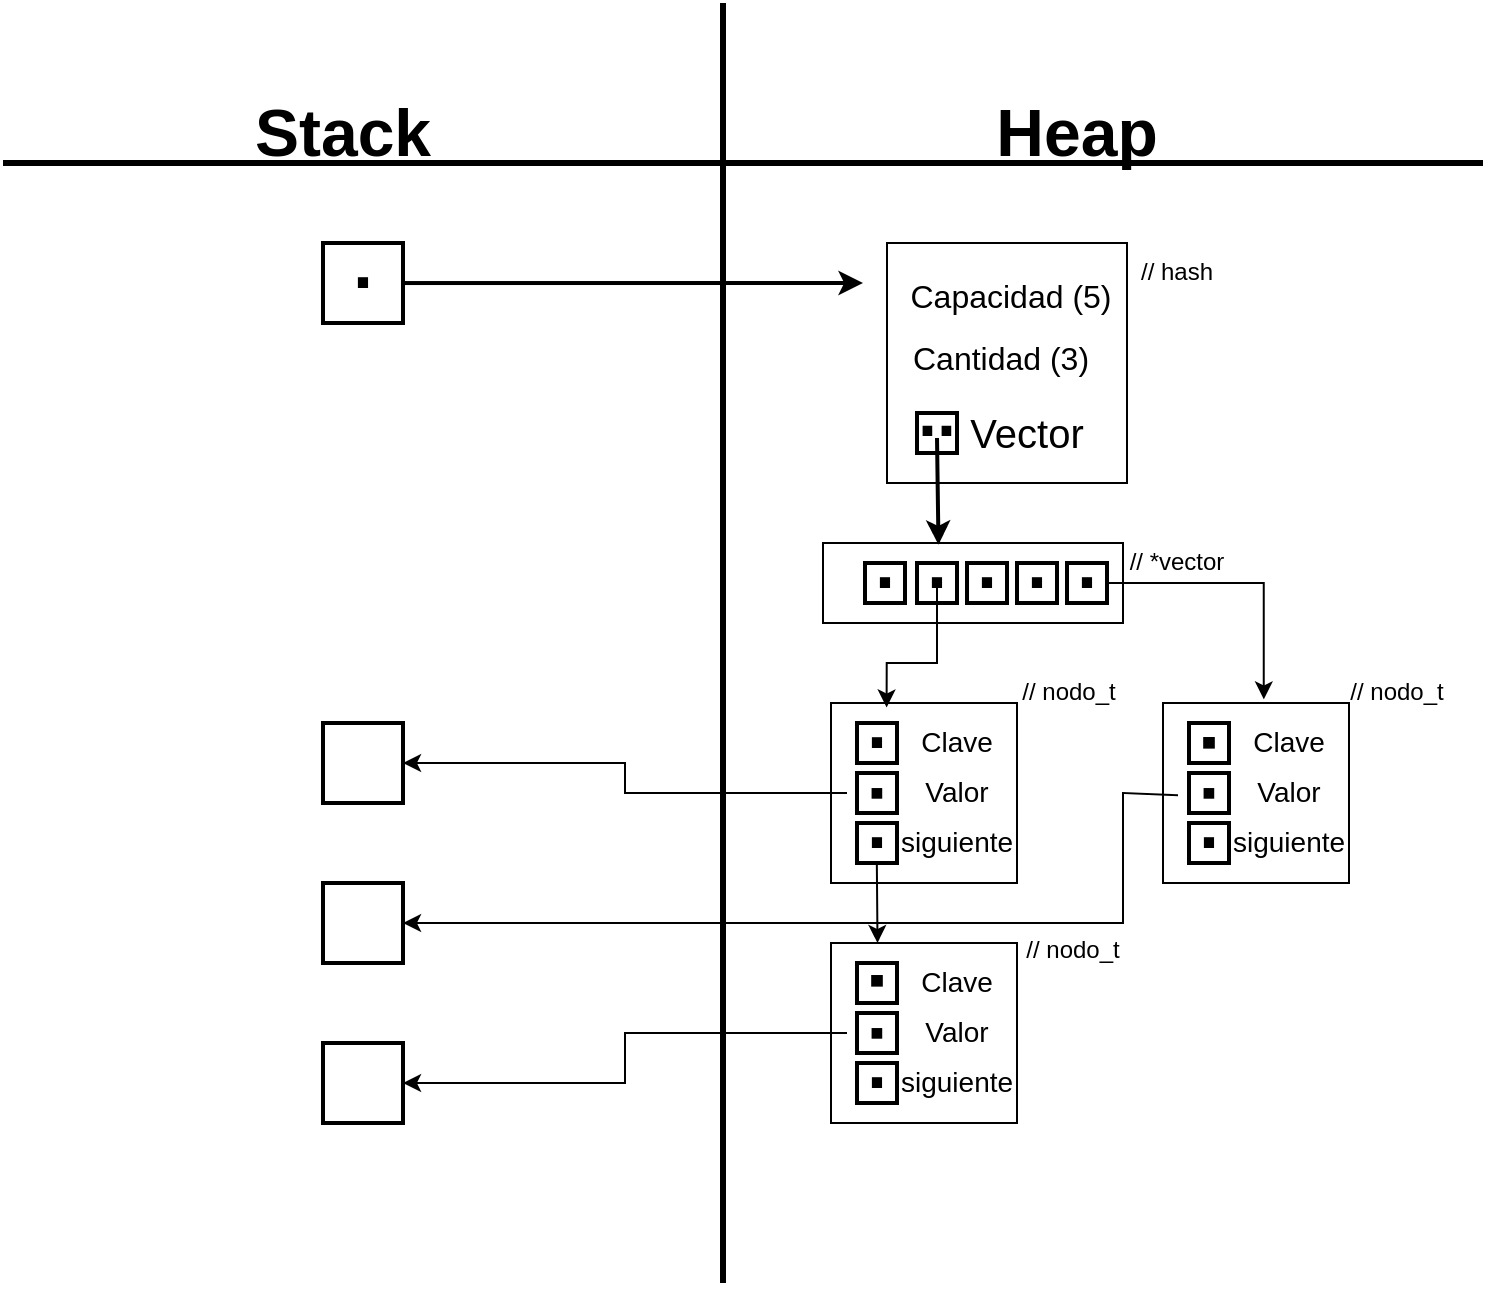 Stack
Heap
// hash
Capacidad (5)
Cantidad (3)
Vector
// *vector
// nodo_t
// nodo_t
Clave
Valor
siguiente
Clave
Valor
siguiente
// nodo_t
Clave
Valor
siguiente